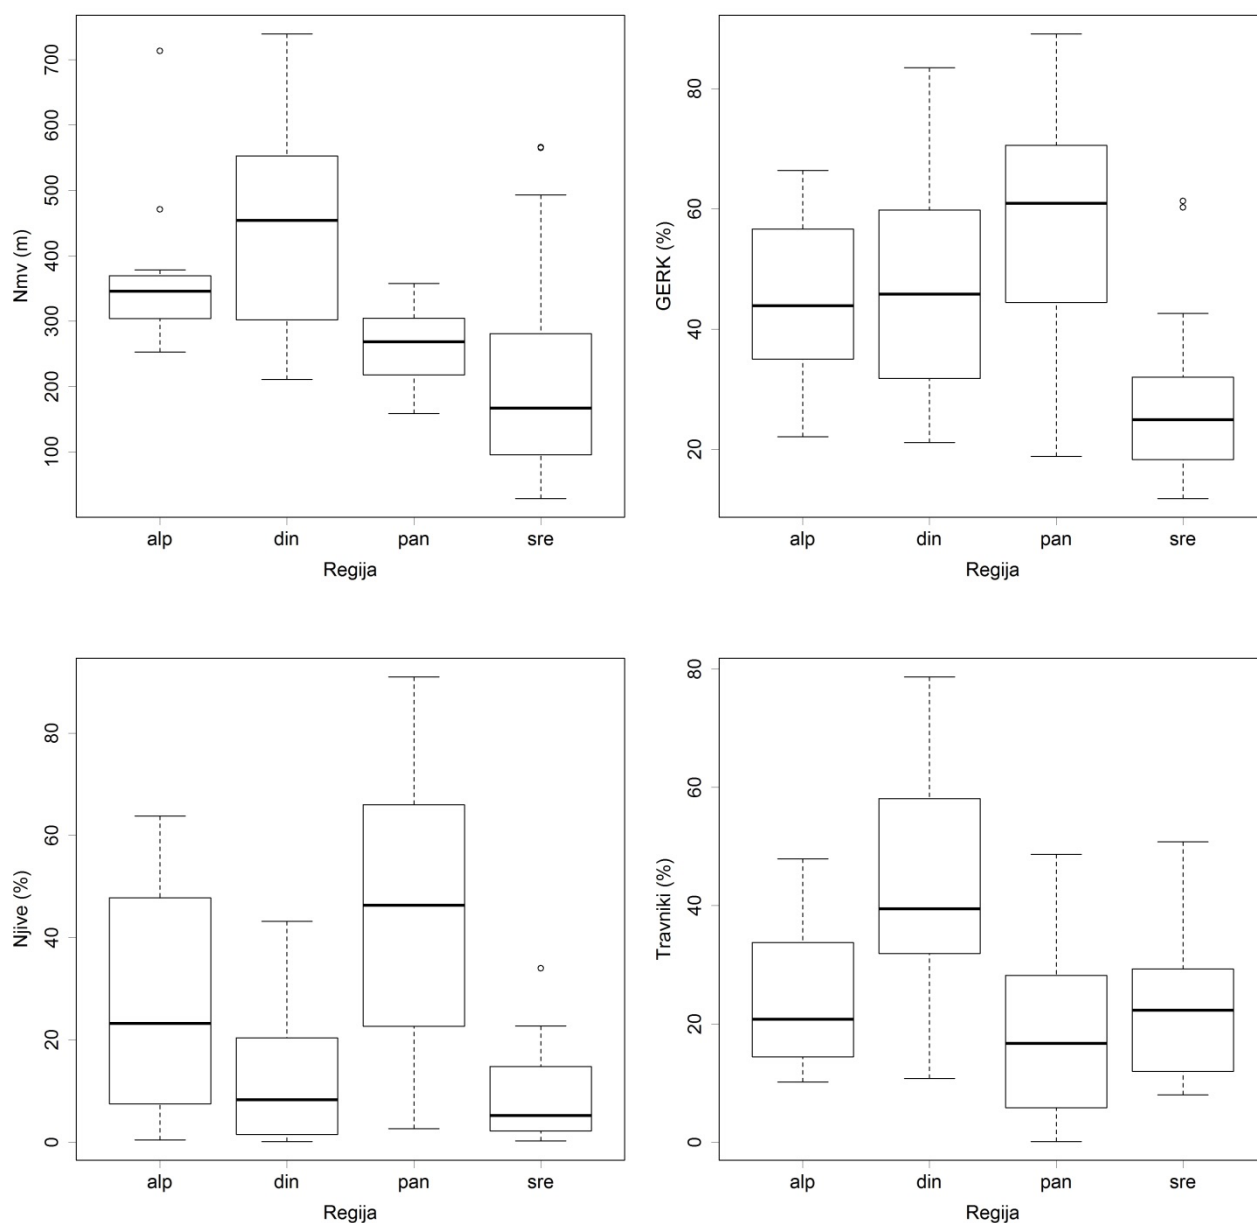 Nmv (m)
700
600
500
400
300
200
100
alp din pan sre
Regija
GERK (%)
80
60
40
20
alp din pan sre
Regija
Njive (%)
80
60
40
20
0
alp din pan sre
Regija
Travniki (%)
80
60
40
20
0
alp din pan sre
Regija